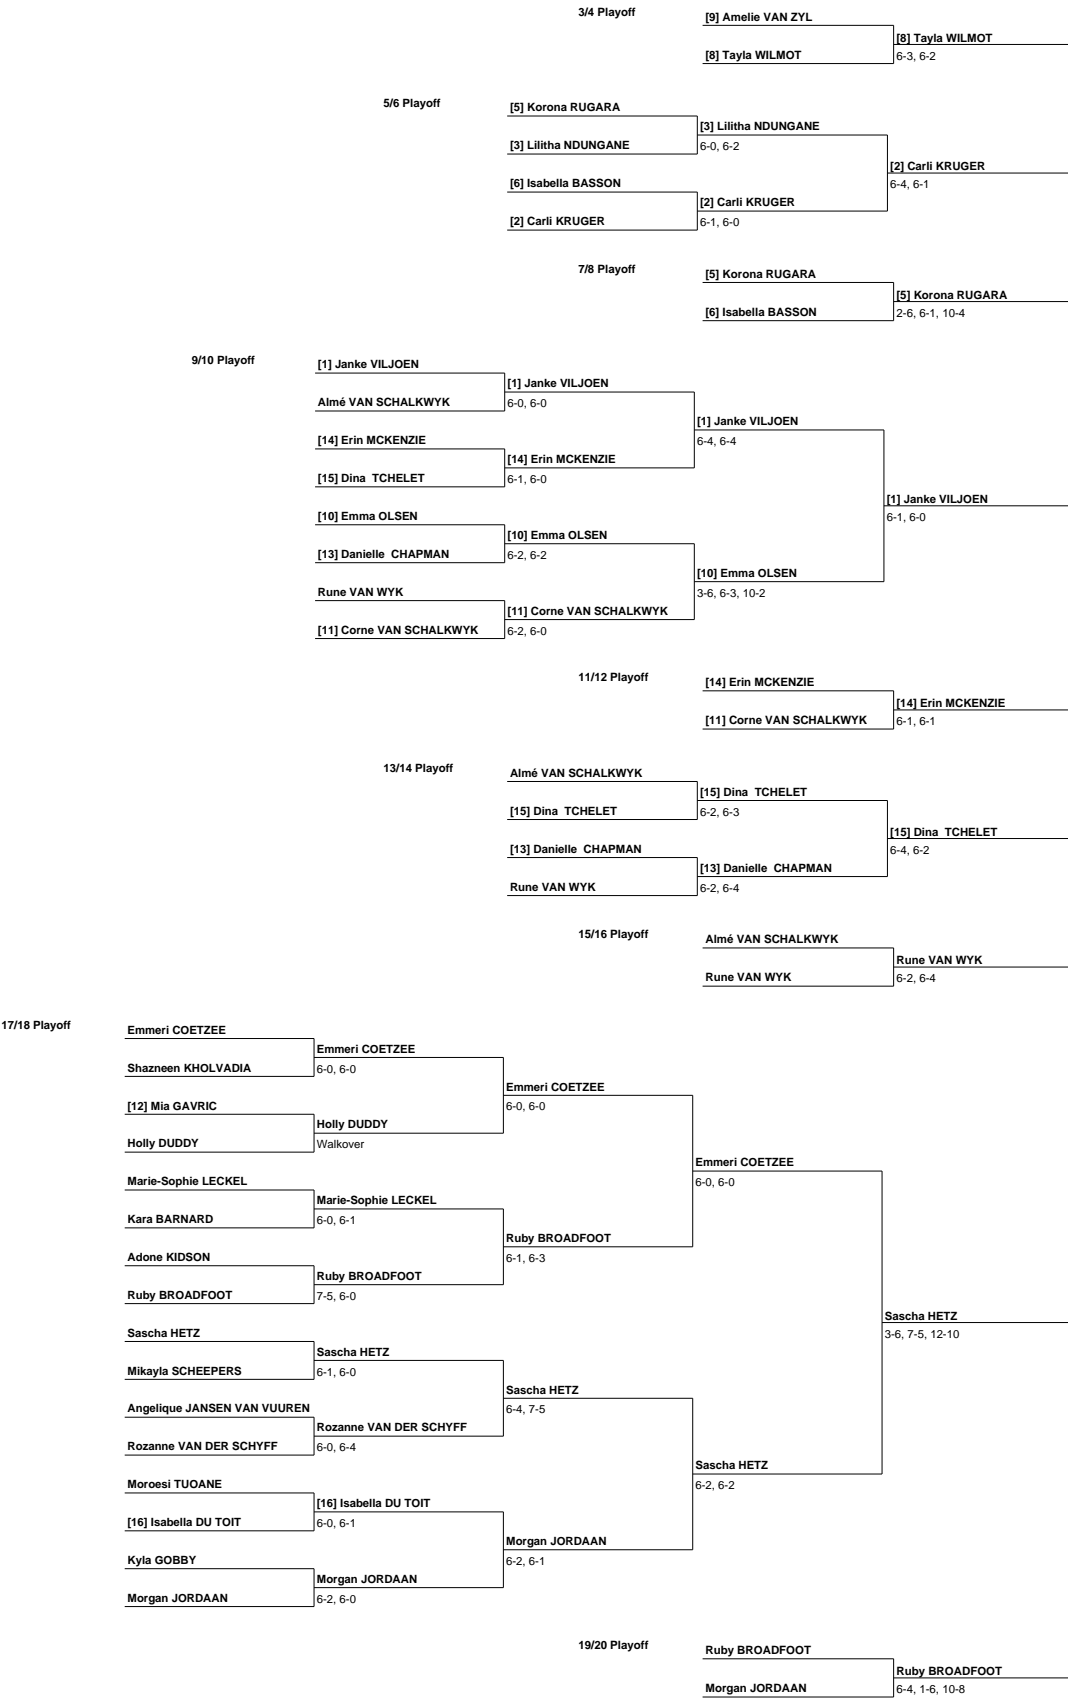 3/4 Playoff
[9] Amelie VAN ZYL
[8] Tayla WILMOT
[8] Tayla WILMOT
6-3, 6-2
5/6 Playoff
[5] Korona RUGARA
[3] Lilitha NDUNGANE
[3] Lilitha NDUNGANE
6-0, 6-2
[2] Carli KRUGER
6-4, 6-1
[6] Isabella BASSON
[2] Carli KRUGER
[2] Carli KRUGER
6-1, 6-0
7/8 Playoff
[5] Korona RUGARA
[5] Korona RUGARA
[6] Isabella BASSON
2-6, 6-1, 10-4
9/10 Playoff
[1] Janke VILJOEN
[1] Janke VILJOEN
Almé VAN SCHALKWYK
6-0, 6-0
[1] Janke VILJOEN
6-4, 6-4
[14] Erin MCKENZIE
[14] Erin MCKENZIE
[15] Dina TCHELET
6-1, 6-0
[1] Janke VILJOEN
6-1, 6-0
[10] Emma OLSEN
[10] Emma OLSEN
[13] Danielle CHAPMAN
6-2, 6-2
[10] Emma OLSEN
3-6, 6-3, 10-2
Rune VAN WYK
[11] Corne VAN SCHALKWYK
[11] Corne VAN SCHALKWYK
6-2, 6-0
11/12 Playoff
[14] Erin MCKENZIE
[14] Erin MCKENZIE
[11] Corne VAN SCHALKWYK
6-1, 6-1
13/14 Playoff
Almé VAN SCHALKWYK
[15] Dina TCHELET
[15] Dina TCHELET
6-2, 6-3
[15] Dina TCHELET
6-4, 6-2
[13] Danielle CHAPMAN
[13] Danielle CHAPMAN
Rune VAN WYK
6-2, 6-4
15/16 Playoff
Almé VAN SCHALKWYK
Rune VAN WYK
Rune VAN WYK
6-2, 6-4
17/18 Playoff
Emmeri COETZEE
Emmeri COETZEE
Shazneen KHOLVADIA
6-0, 6-0
Emmeri COETZEE
6-0, 6-0
[12] Mia GAVRIC
Holly DUDDY
Holly DUDDY
Walkover
Emmeri COETZEE
6-0, 6-0
Marie-Sophie LECKEL
Marie-Sophie LECKEL
Kara BARNARD
6-0, 6-1
Ruby BROADFOOT
6-1, 6-3
Adone KIDSON
Ruby BROADFOOT
Ruby BROADFOOT
7-5, 6-0
Sascha HETZ
3-6, 7-5, 12-10
Sascha HETZ
Sascha HETZ
Mikayla SCHEEPERS
6-1, 6-0
Sascha HETZ
6-4, 7-5
Angelique JANSEN VAN VUUREN
Rozanne VAN DER SCHYFF
Rozanne VAN DER SCHYFF
6-0, 6-4
Sascha HETZ
6-2, 6-2
Moroesi TUOANE
[16] Isabella DU TOIT
[16] Isabella DU TOIT
6-0, 6-1
Morgan JORDAAN
6-2, 6-1
Kyla GOBBY
Morgan JORDAAN
Morgan JORDAAN
6-2, 6-0
19/20 Playoff
Ruby BROADFOOT
Ruby BROADFOOT
Morgan JORDAAN
6-4, 1-6, 10-8